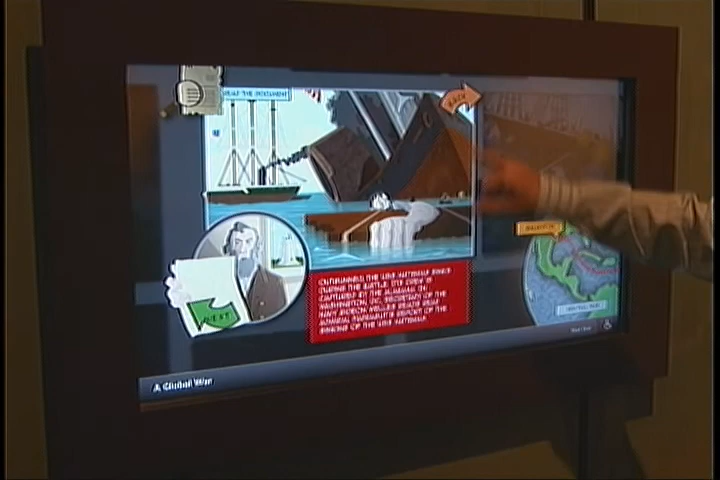 READ THE DOCUMENT
BACK
OUTGUNNED, THE USS HATTERAS SINKS
DURING THE BATTLE. ITS CREW IS
CAPTURED BY THE ALABAMA. IN
WASHINGTON, DC, SECRETARY OF THE
NAVY GIDEON WELLES READS REAR
ADMIRAL FARRAGUT'S REPORT OF THE
SINKING OF THE USS HATTERAS.
NEXT
A Global War